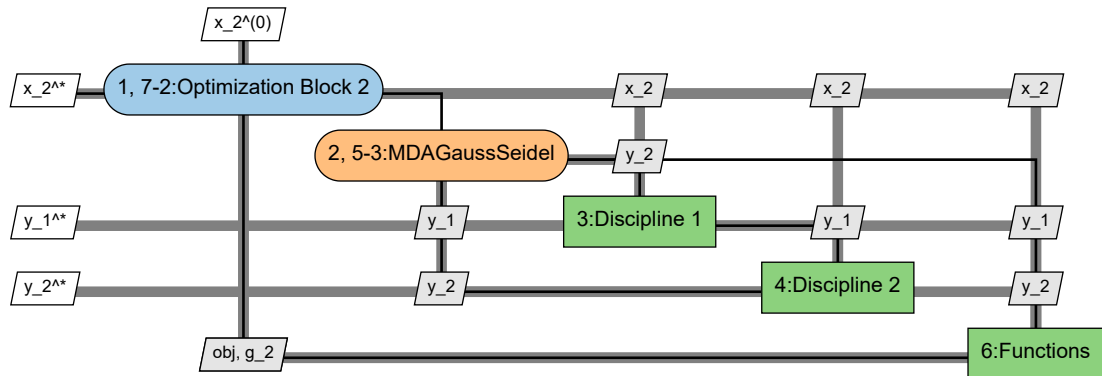 x_2^(0)
x_2^*
1, 7-2:Optimization Block 2
x_2
x_2
x_2
2, 5-3:MDAGaussSeidel
y_2
y_1^*
y_1
3:Discipline 1
y_1
y_1
y_2^*
y_2
4:Discipline 2
y_2
obj, g_2
6:Functions